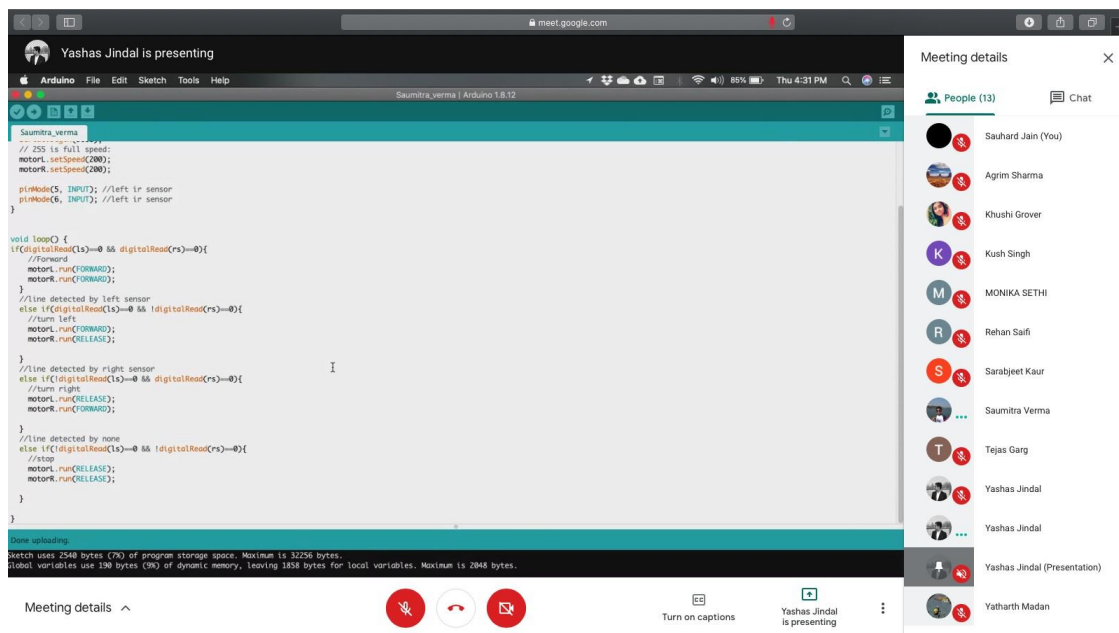 meet.google.com
Yashas Jindal is presenting
Arduino File Edit Sketch Tools Help
85%
Thu 4:31 PM
Saumitra_verma | Arduino 1.8.12
Saumitra_verma
// 255 is full speed:
motorL.setSpeed(200);
motorR.setSpeed(200);
pinMode(5, INPUT); //left ir sensor
pinMode(6, INPUT); //left ir sensor
}
void loop() {
if(digitalRead(ls)==0 && digitalRead(rs)==0){
//Forward
motorL.run(FORWARD);
motorR.run(FORWARD);
}
//line detected by left sensor
else if(digitalRead(ls)==0 && !digitalRead(rs)==0){
//turn left
motorL.run(FORWARD);
motorR.run(RELEASE);
}
//line detected by right sensor
else if(!digitalRead(ls)==0 && digitalRead(rs)==0){
//turn right
motorL.run(RELEASE);
motorR.run(FORWARD);
}
//line detected by none
else if(!digitalRead(ls)==0 && !digitalRead(rs)==0){
//stop
motorL.run(RELEASE);
motorR.run(RELEASE);
}
}
Done uploading.
Sketch uses 2540 bytes (7%) of program storage space. Maximum is 32256 bytes.
Global variables use 190 bytes (9%) of dynamic memory, leaving 1858 bytes for local variables. Maximum is 2048 bytes.
Meeting details
CC
Turn on captions
Yashas Jindal
is presenting
Meeting details
People (13)
Chat
Sauhard Jain (You)
Agrim Sharma
Khushi Grover
K
Kush Singh
M
MONIKA SETHI
R
Rehan Saifi
S
Sarabjeet Kaur
Saumitra Verma
T
Tejas Garg
Yashas Jindal
Yashas Jindal
Yashas Jindal (Presentation)
Yatharth Madan